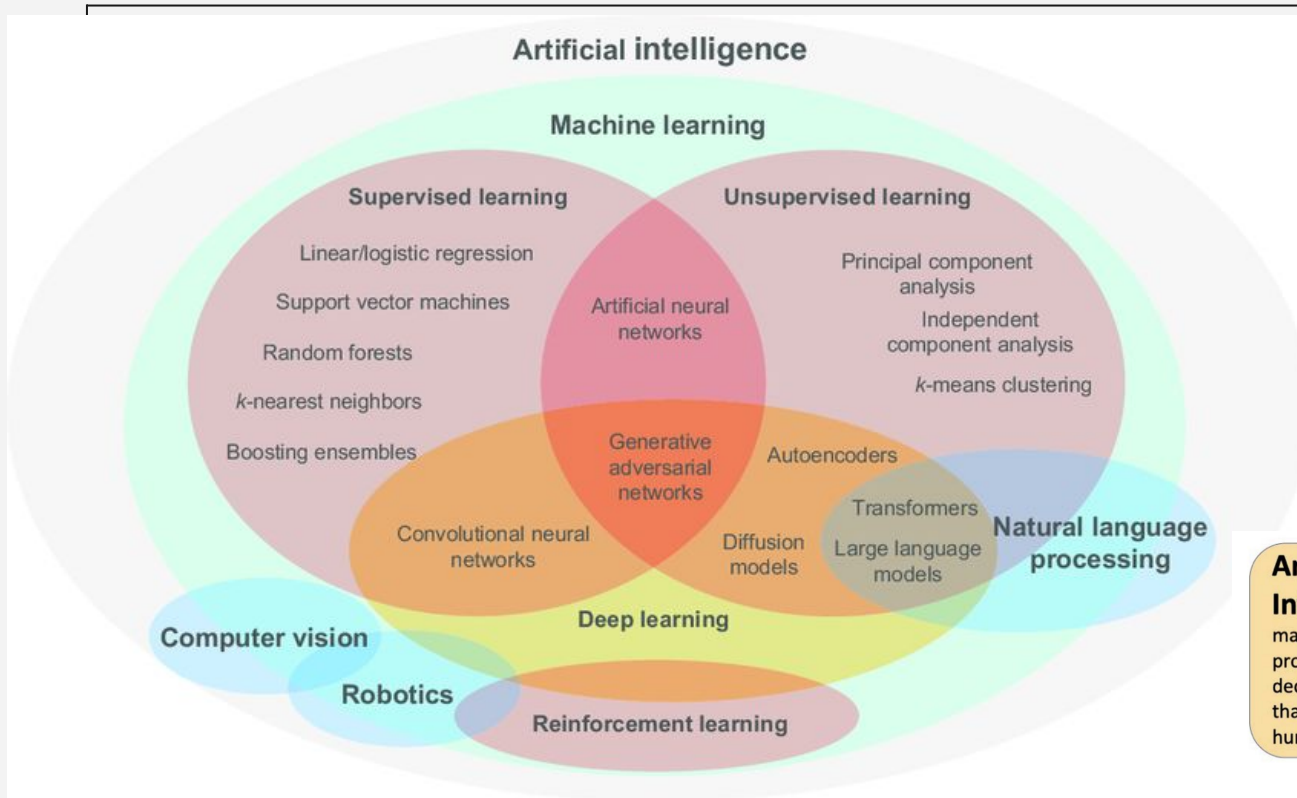 Artificial intelligence
Machine learning
Supervised learning
Linear/logistic regression
Support vector machines
Random forests
k-nearest neighbors
Boosting ensembles
Unsupervised learning
Principal component
analysis
Independent
component analysis
k-means clustering
Artificial neural
networks
Generative
adversarial
networks
Autoencoders
Transformers
Large language
models
Diffusion
models
Convolutional neural
networks
Natural language
processing
Deep learning
Computer vision
Robotics
Reinforcement learning